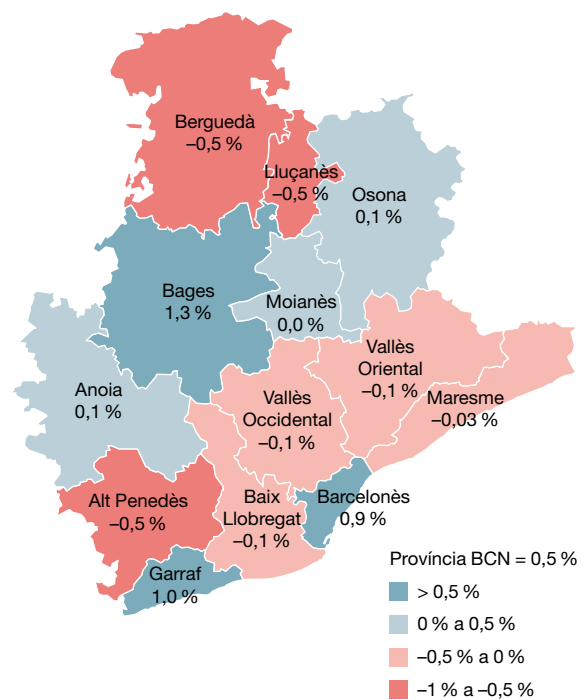 Berguedà
–0,5 %
Lluçanès
–0,5 %
Osona
0,1 %
Bages
1,3 %
Moianès
0,0 %
Vallès
Oriental
–0,1 %
Maresme
–0,03 %
Anoia
0,1 %
Vallès
Occidental
–0,1 %
Alt Penedès
–0,5 %
Baix
Llobregat
–0,1 %
Barcelonès
0,9 %
Garraf
1,0 %
Província BCN = 0,5 %
> 0,5 %
0 % a 0,5 %
–0,5 % a 0 %
–1 % a –0,5 %